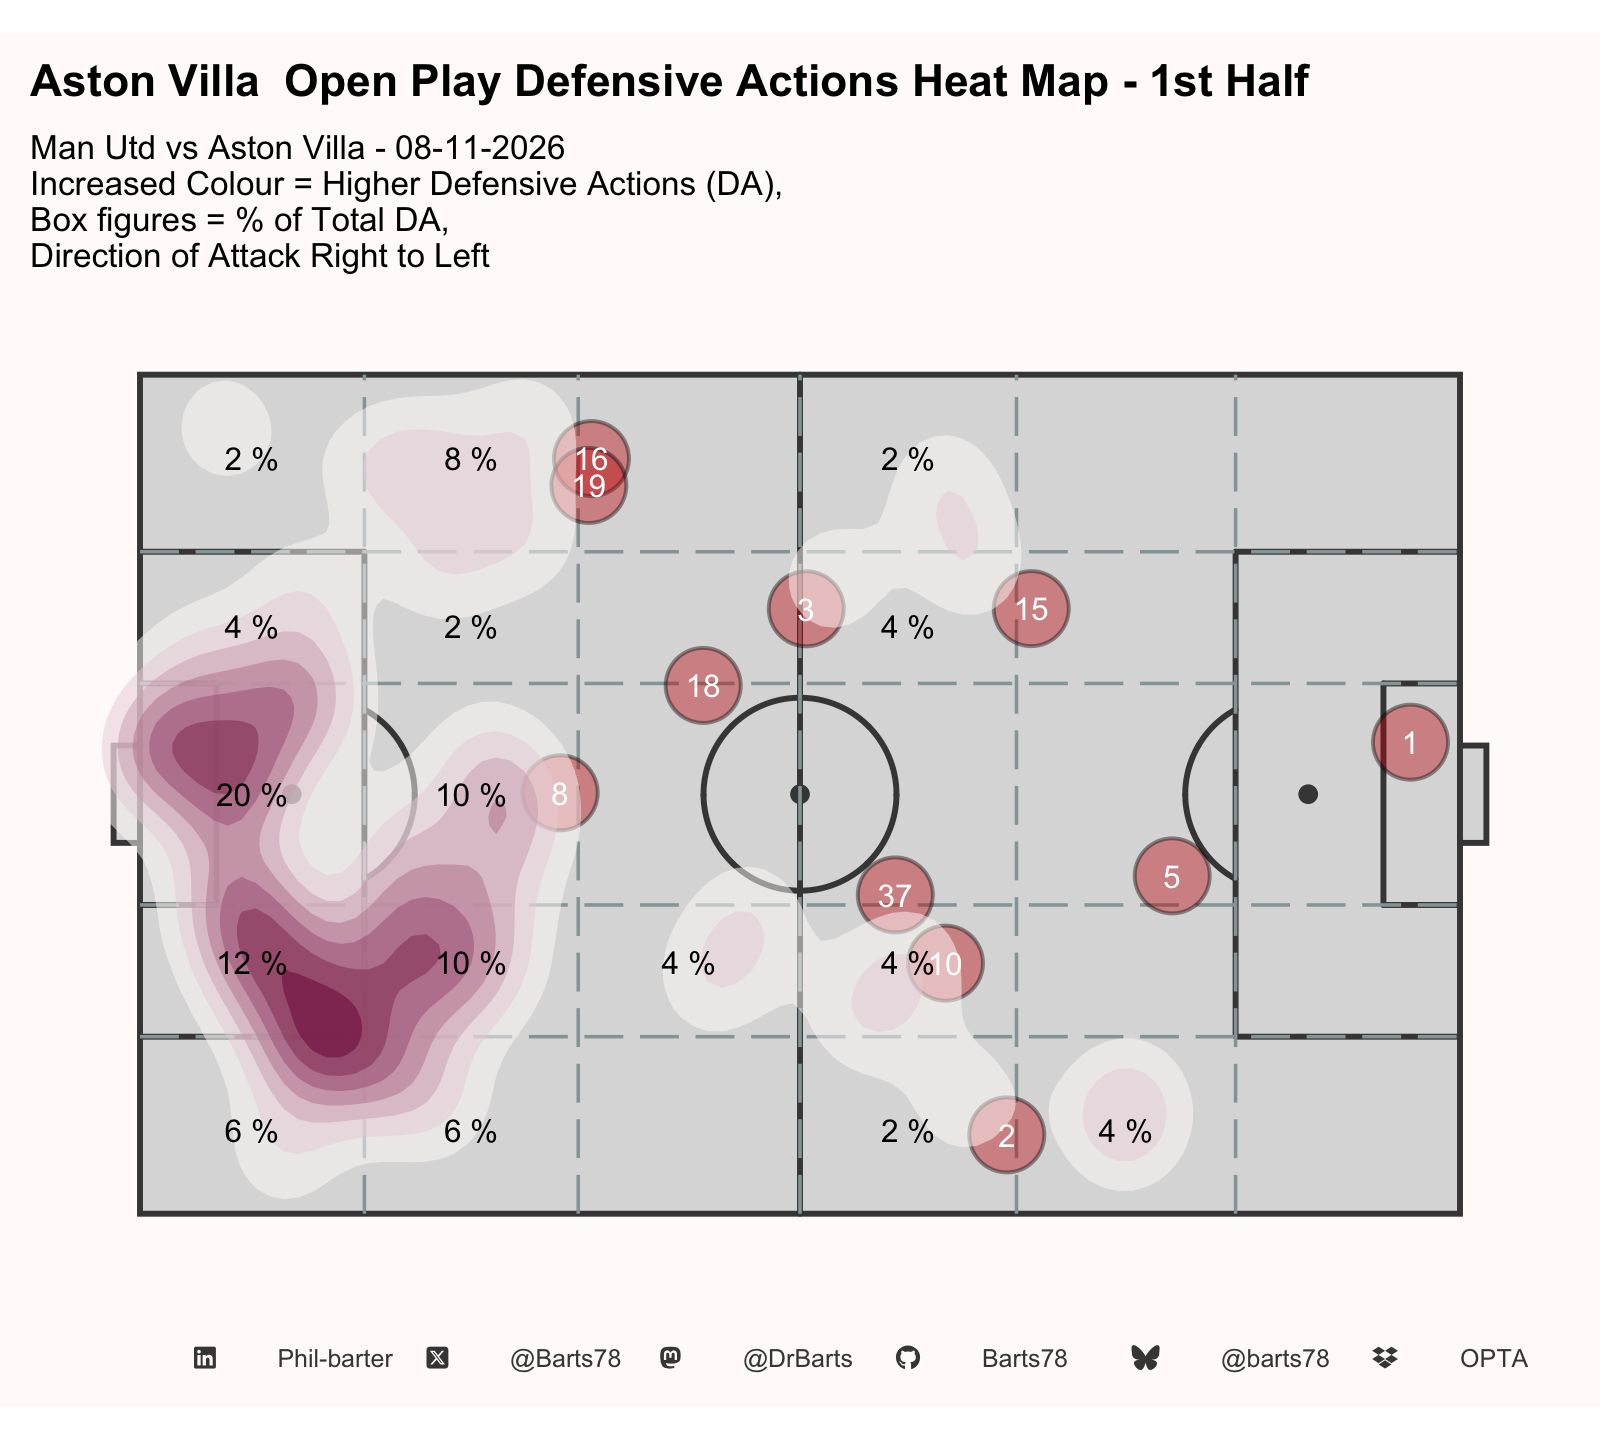 Aston Villa  Open Play Defensive Actions Heat Map - 1st Half
Man Utd vs Aston Villa - 08-11-2026
Increased Colour = Higher Defensive Actions (DA),
Box figures = % of Total DA,
Direction of Attack Right to Left
2 % 8 % 16 2 %
19
3 15
4 % 2 % 4 %
18
1
20 % 10 % 8
5
37
12 % 10 % 4 % 4 % 10
6 % 6 % 2 % 2 4 %
Phil-barter @Barts78 @DrBarts Barts78 @barts78 OPTA